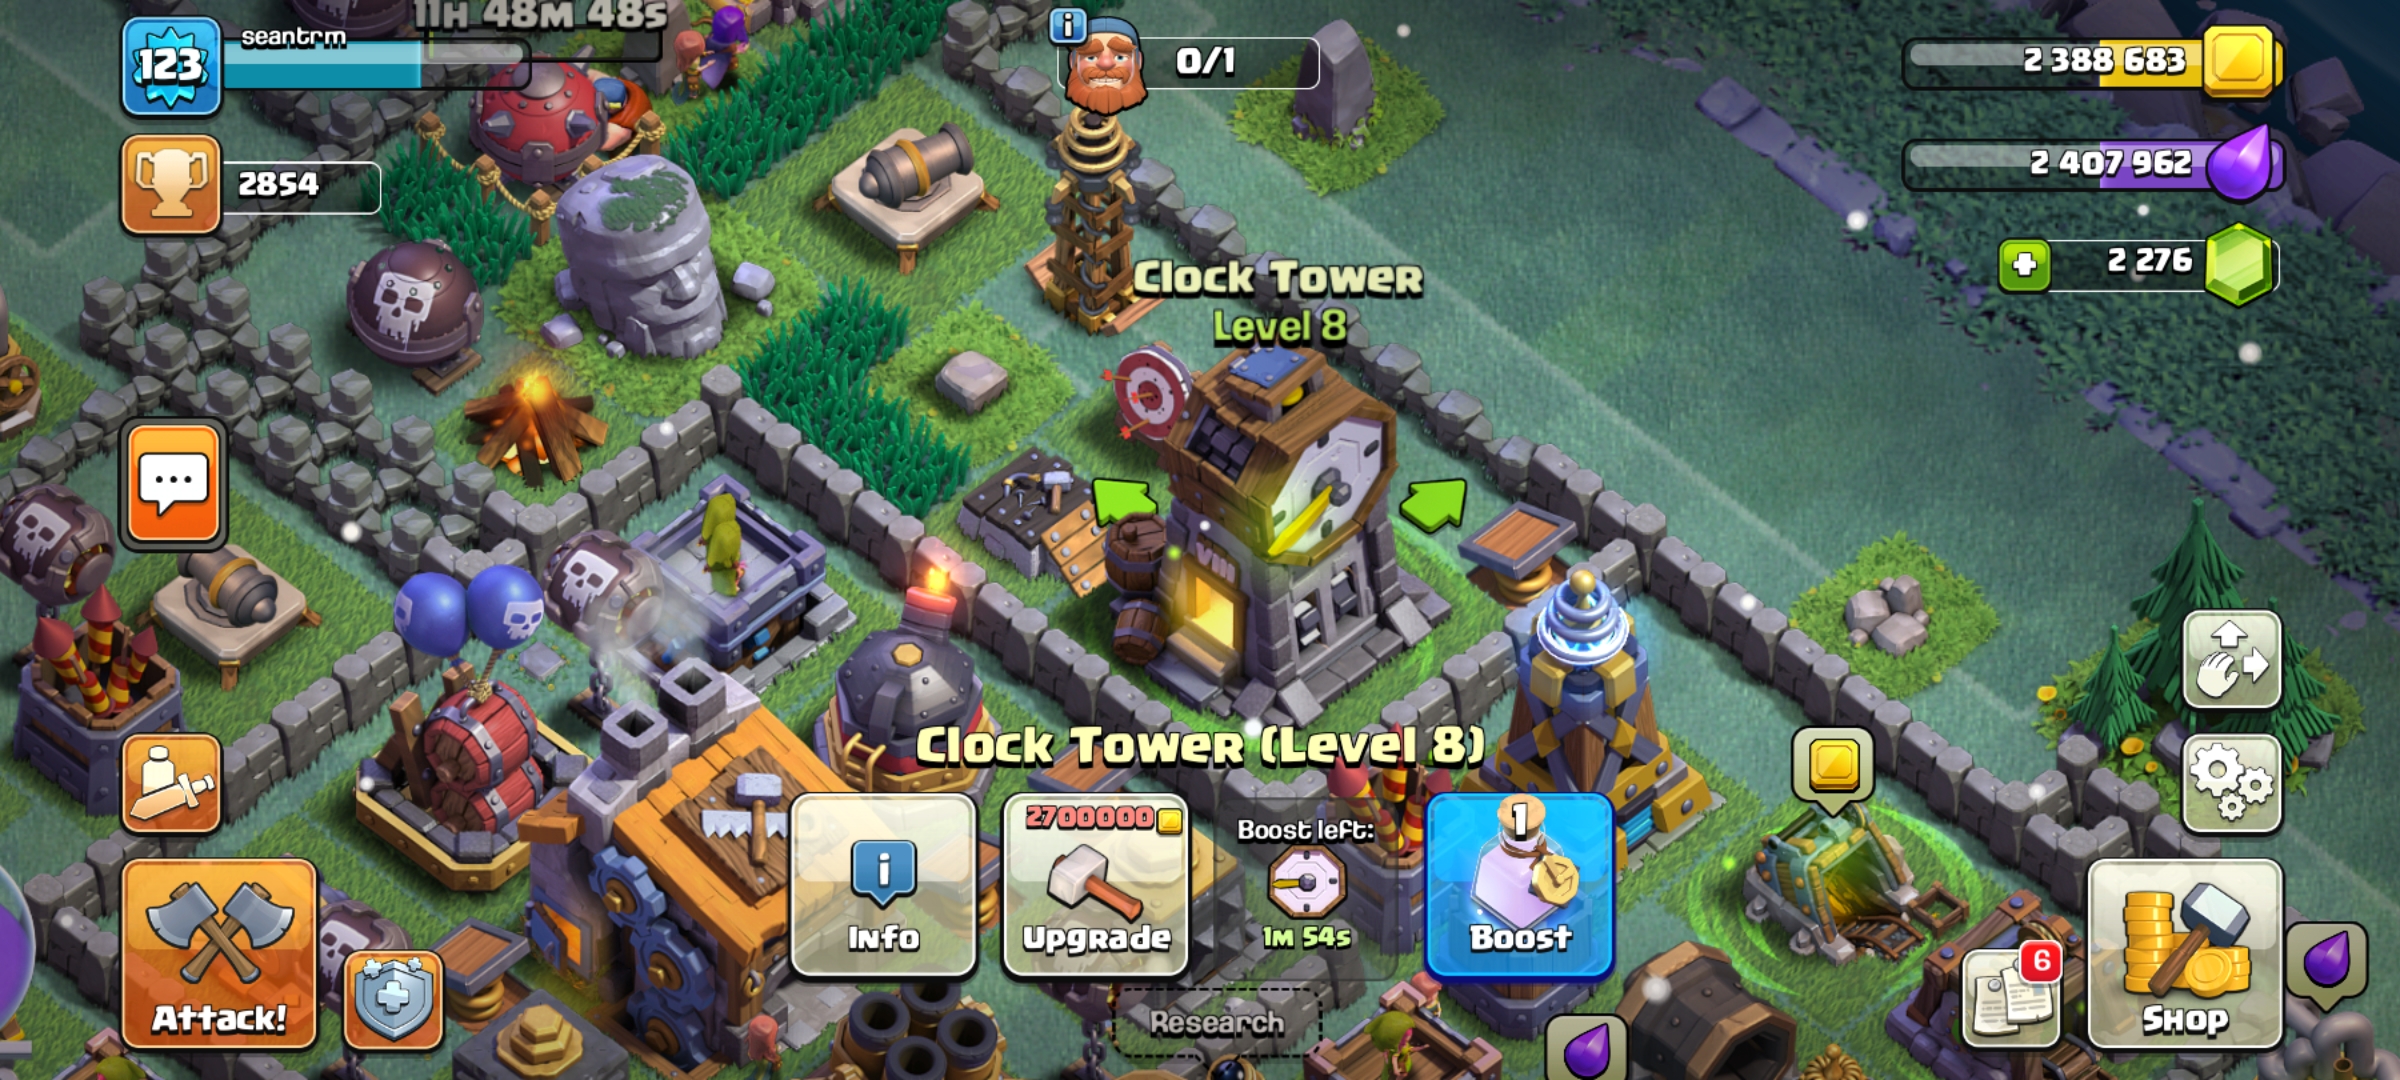 11H 48M 48S
123
seantrm
0/1
2 388 683
2854
2 407 962
2 276
Clock Tower
Level 8
VIII
Clock Tower (Level 8)
2700000
Boost left:
1
Info
Upgrade
1M 54S
Boost
6
Attack!
Research
Shop